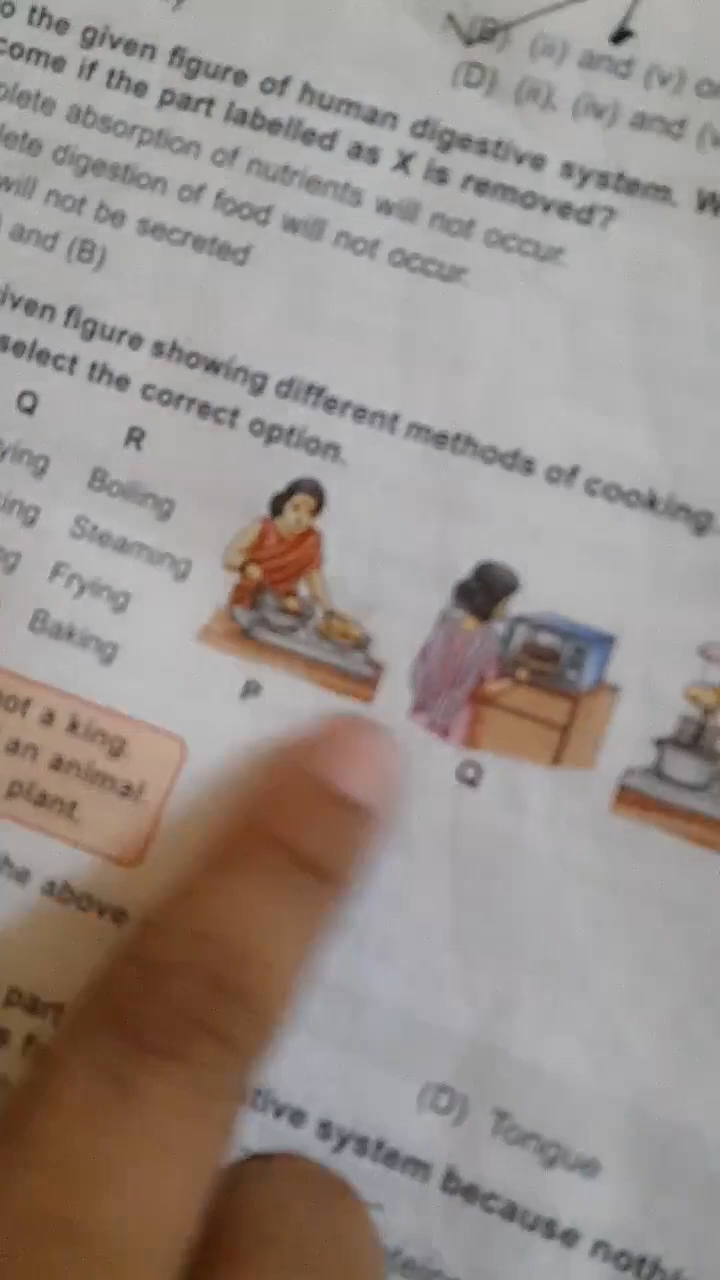 (B) (ii) and (v) o
(D) (ii), (iv) and (v
o the given figure of human digestive system. W
come if the part labelled as X is removed?
plete absorption of nutrients will not occur.
lete digestion of food will not occur.
will not be secreted
and (B)
iven figure showing different methods of cooking.
select the correct option.
Q R
ying Boiling
ing Steaming
g Frying
Baking
P
Q
not a king.
an animal.
plant.
he above
part
(D) Tongue
tive system because noth